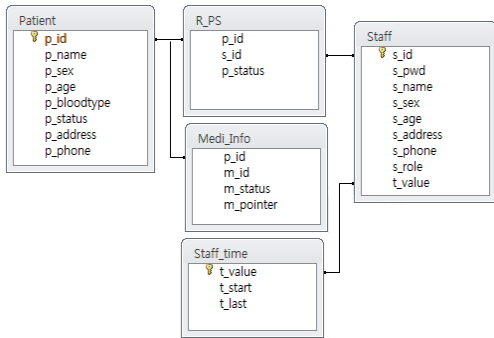 Patient
p_id
p_name
p_sex
p_age
p_bloodtype
p_status
p_address
p_phone
R_PS
p_id
s_id
p_status
Medi_Info
p_id
m_id
m_status
m_pointer
Staff_time
t_value
t_start
t_last
Staff
s_id
s_pwd
s_name
s_sex
s_age
s_address
s_phone
s_role
t_value